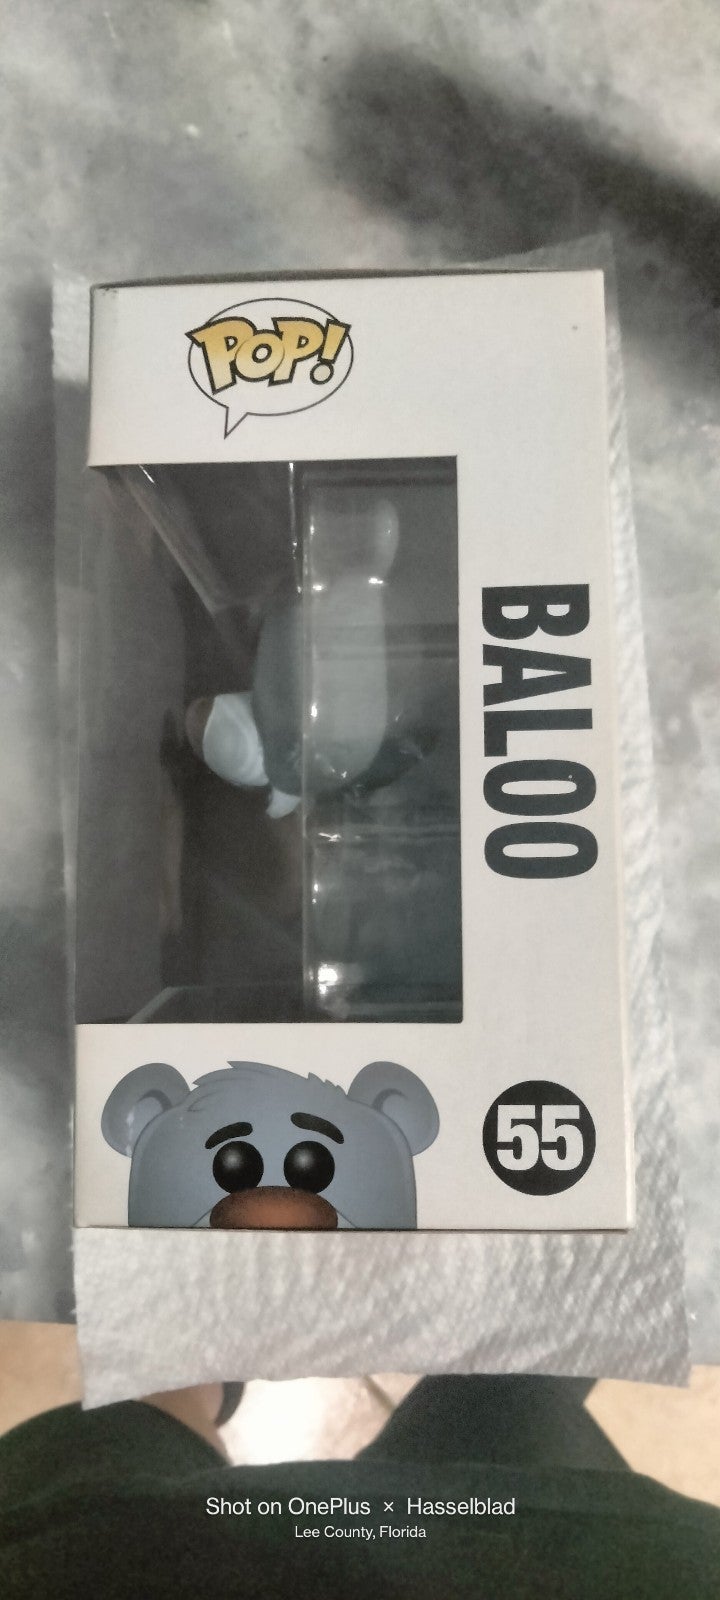 POP!
BALOO
55
Shot on OnePlus × Hasselblad
Lee County, Florida